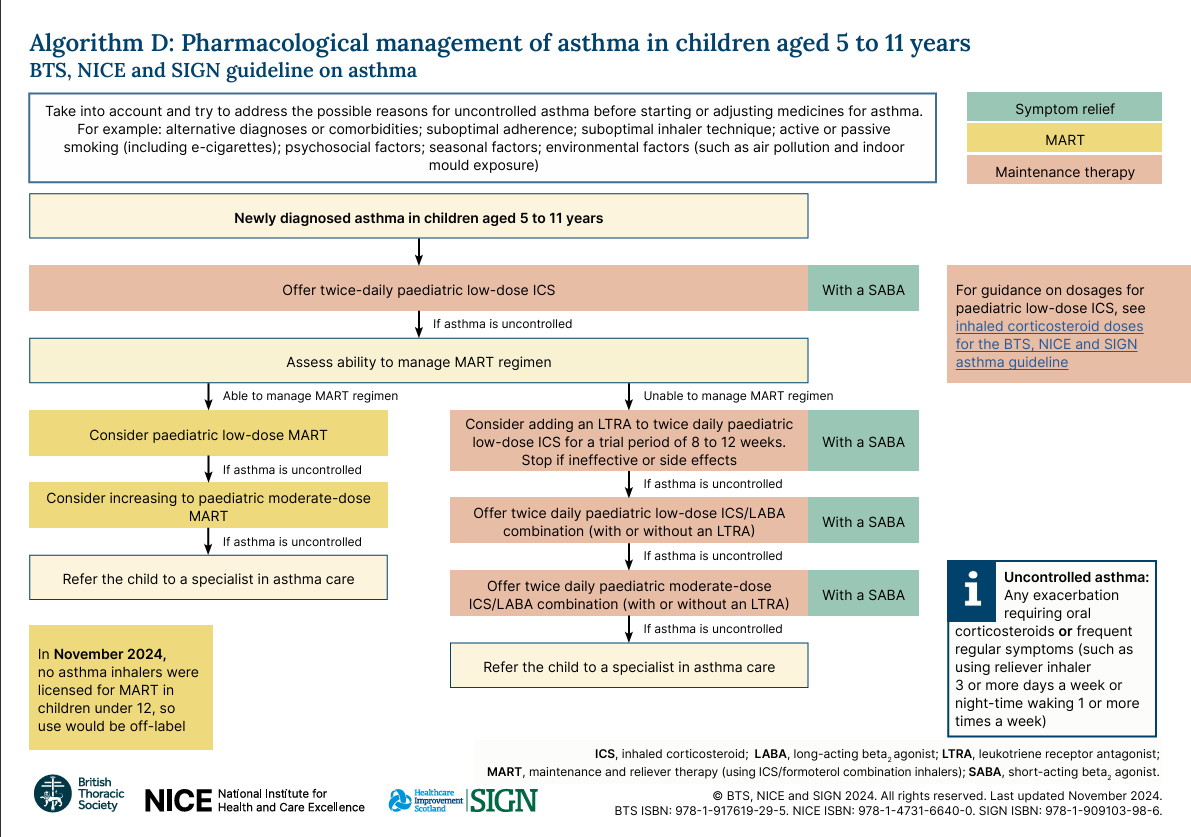 Algorithm D: Pharmacological management of asthma in children aged 5 to 11 years
BTS, NICE and SIGN guideline on asthma
Take into account and try to address the possible reasons for uncontrolled asthma before starting or adjusting medicines for asthma.
For example: alternative diagnoses or comorbidities; suboptimal adherence; suboptimal inhaler technique; active or passive
smoking (including e-cigarettes); psychosocial factors; seasonal factors; environmental factors (such as air pollution and indoor
mould exposure)
Symptom relief
MART
Maintenance therapy
Newly diagnosed asthma in children aged 5 to 11 years
Offer twice-daily paediatric low-dose ICS
With a SABA
For guidance on dosages for
paediatric low-dose ICS, see
inhaled corticosteroid doses
for the BTS, NICE and SIGN
asthma guideline
If asthma is uncontrolled
Assess ability to manage MART regimen
Able to manage MART regimen
Consider paediatric low-dose MART
If asthma is uncontrolled
Consider increasing to paediatric moderate-dose
MART
If asthma is uncontrolled
Refer the child to a specialist in asthma care
Unable to manage MART regimen
Consider adding an LTRA to twice daily paediatric
low-dose ICS for a trial period of 8 to 12 weeks.
Stop if ineffective or side effects
With a SABA
If asthma is uncontrolled
Offer twice daily paediatric low-dose ICS/LABA
combination (with or without an LTRA)
With a SABA
If asthma is uncontrolled
Offer twice daily paediatric moderate-dose
ICS/LABA combination (with or without an LTRA)
With a SABA
If asthma is uncontrolled
Refer the child to a specialist in asthma care
In November 2024,
no asthma inhalers were
licensed for MART in
children under 12, so
use would be off-label
i
Uncontrolled asthma:
Any exacerbation
requiring oral
corticosteroids or frequent
regular symptoms (such as
using reliever inhaler
3 or more days a week or
night-time waking 1 or more
times a week)
ICS, inhaled corticosteroid; LABA, long-acting beta2 agonist; LTRA, leukotriene receptor antagonist;
MART, maintenance and reliever therapy (using ICS/formoterol combination inhalers); SABA, short-acting beta2 agonist.
British
Thoracic
Society
NICE National Institute for
Health and Care Excellence
Healthcare
Improvement
Scotland
SIGN
© BTS, NICE and SIGN 2024. All rights reserved. Last updated November 2024.
BTS ISBN: 978-1-917619-29-5. NICE ISBN: 978-1-4731-6640-0. SIGN ISBN: 978-1-909103-98-6.